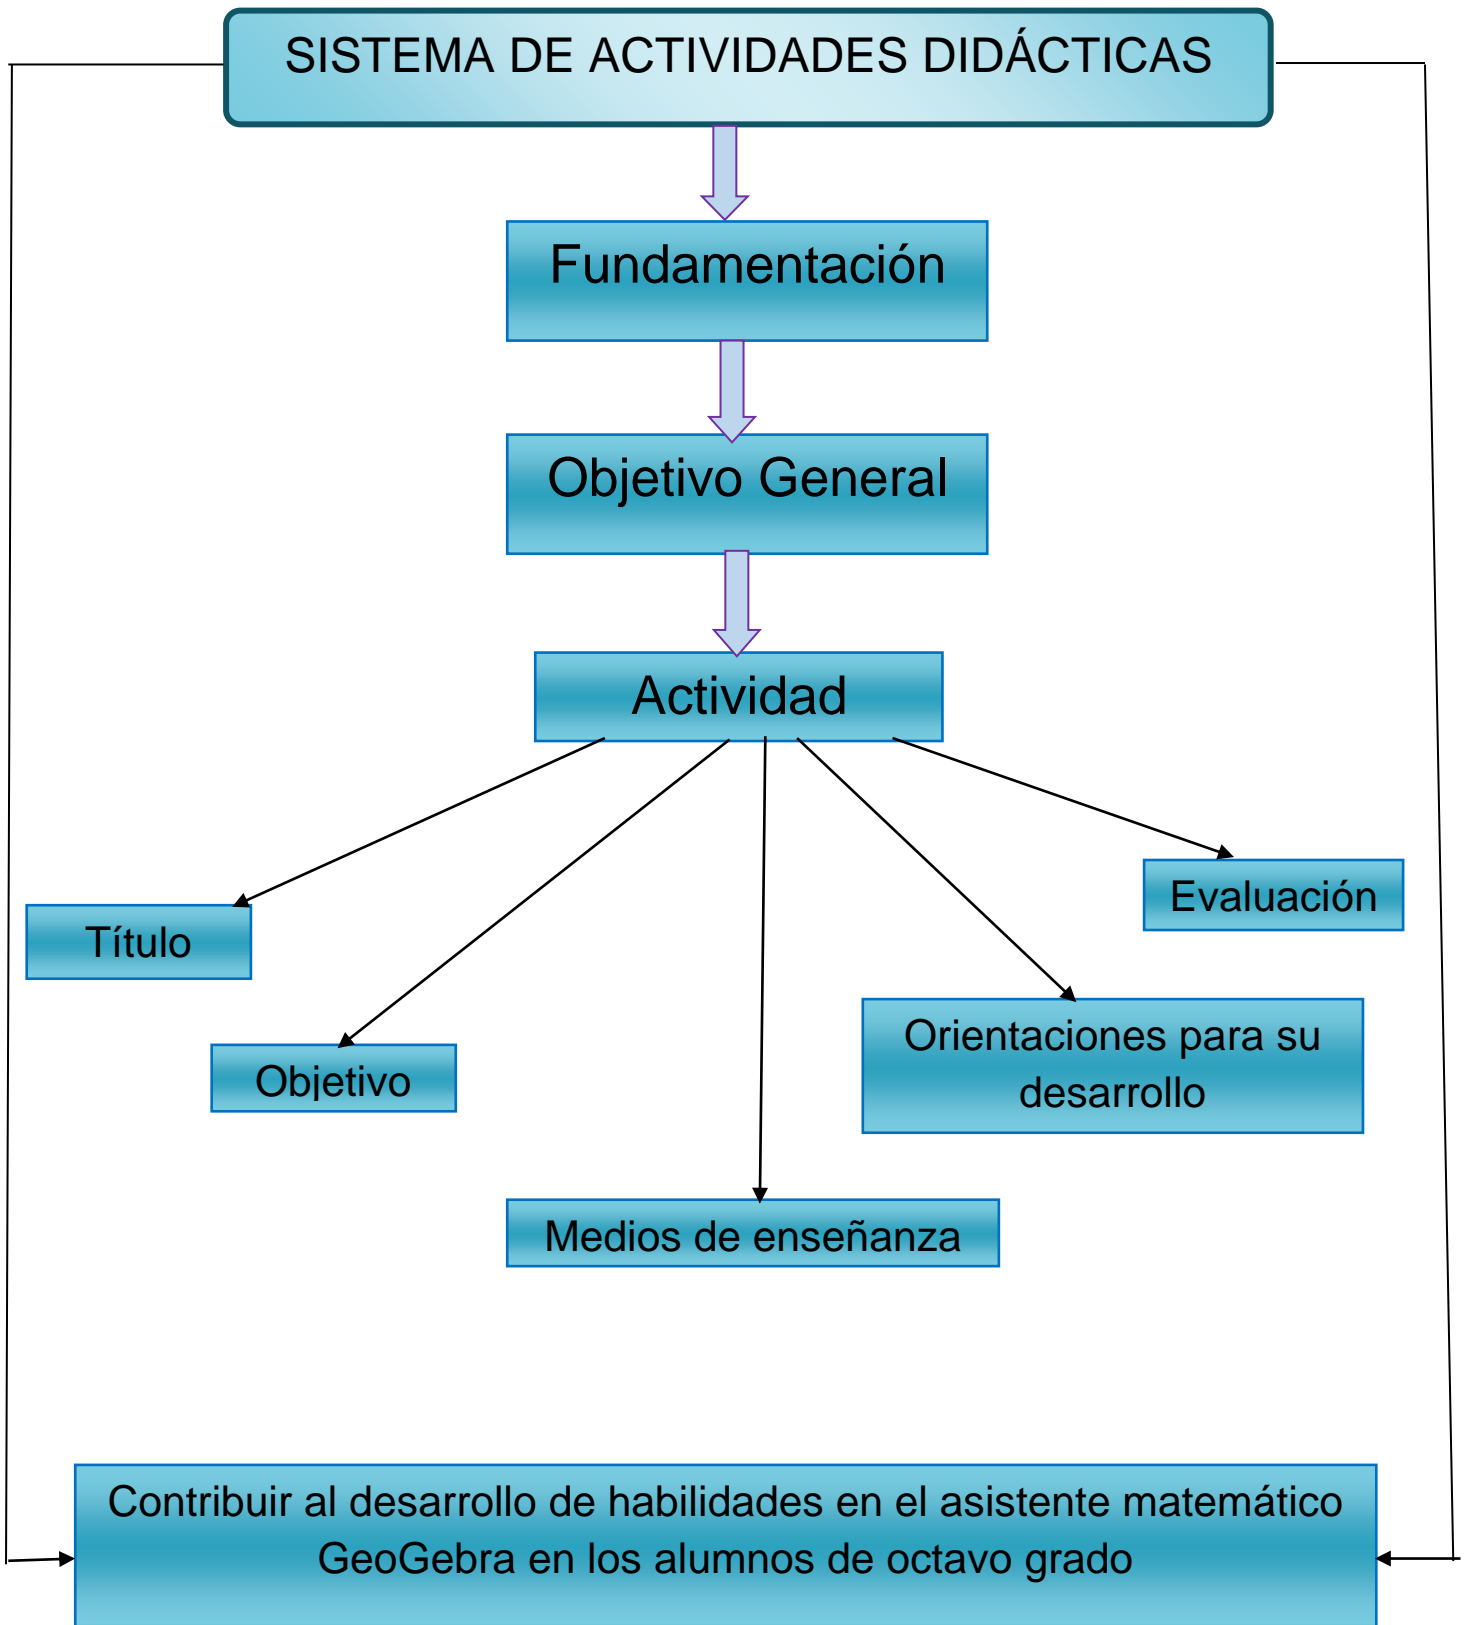 SISTEMA DE ACTIVIDADES DIDÁCTICAS
Fundamentación
Objetivo General
Actividad
Evaluación
Título
Orientaciones para su
desarrollo
Objetivo
Medios de enseñanza
Contribuir al desarrollo de habilidades en el asistente matemático
GeoGebra en los alumnos de octavo grado